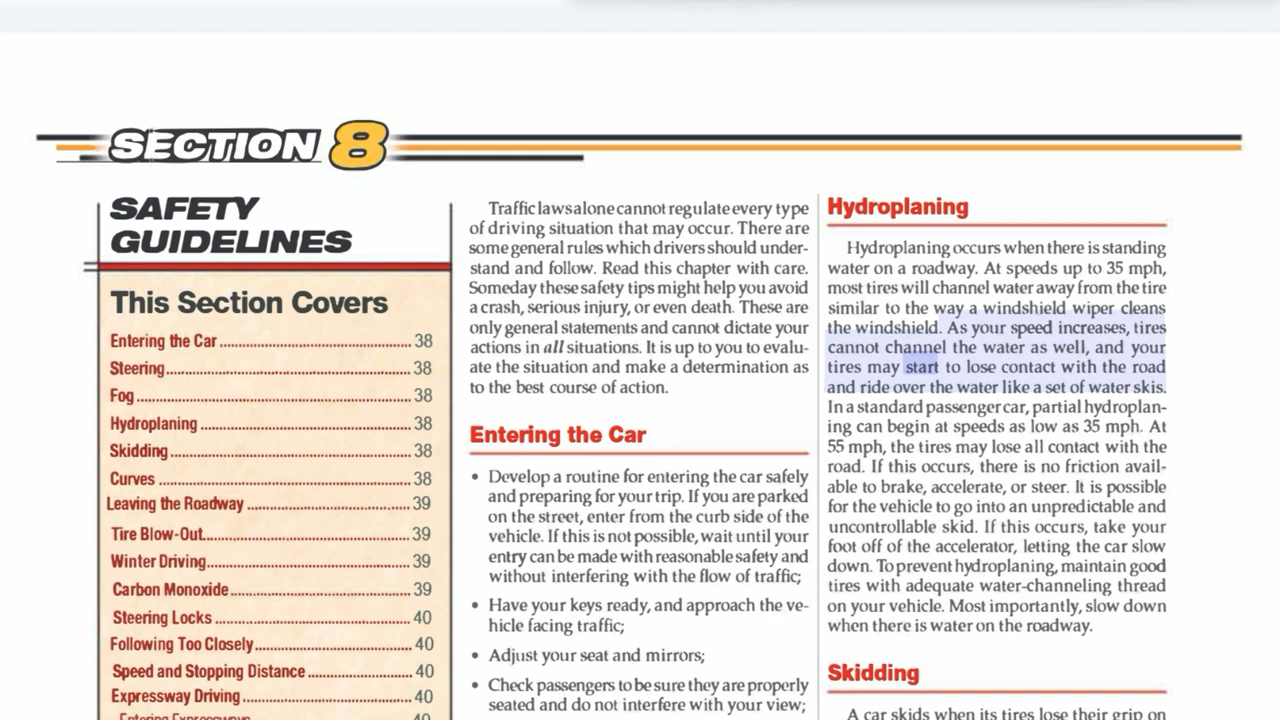 SECTION 8
SAFETY
GUIDELINES
This Section Covers
Entering the Car 38
Steering 38
Fog 38
Hydroplaning 38
Skidding 38
Curves 38
Leaving the Roadway 39
Tire Blow-Out 39
Winter Driving 39
Carbon Monoxide 39
Steering Locks 40
Following Too Closely 40
Speed and Stopping Distance 40
Expressway Driving 40
Entering Expressways 40
Traffic laws alone cannot regulate every type
of driving situation that may occur. There are
some general rules which drivers should under-
stand and follow. Read this chapter with care.
Someday these safety tips might help you avoid
a crash, serious injury, or even death. These are
only general statements and cannot dictate your
actions in all situations. It is up to you to evalu-
ate the situation and make a determination as
to the best course of action.
Entering the Car
• Develop a routine for entering the car safely
and preparing for your trip. If you are parked
on the street, enter from the curb side of the
vehicle. If this is not possible, wait until your
entry can be made with reasonable safety and
without interfering with the flow of traffic;
• Have your keys ready, and approach the ve-
hicle facing traffic;
• Adjust your seat and mirrors;
• Check passengers to be sure they are properly
seated and do not interfere with your view;
Hydroplaning
Hydroplaning occurs when there is standing
water on a roadway. At speeds up to 35 mph,
most tires will channel water away from the tire
similar to the way a windshield wiper cleans
the windshield. As your speed increases, tires
cannot channel the water as well, and your
tires may start to lose contact with the road
and ride over the water like a set of water skis.
In a standard passenger car, partial hydroplan-
ing can begin at speeds as low as 35 mph. At
55 mph, the tires may lose all contact with the
road. If this occurs, there is no friction avail-
able to brake, accelerate, or steer. It is possible
for the vehicle to go into an unpredictable and
uncontrollable skid. If this occurs, take your
foot off of the accelerator, letting the car slow
down. To prevent hydroplaning, maintain good
tires with adequate water-channeling thread
on your vehicle. Most importantly, slow down
when there is water on the roadway.
Skidding
A car skids when its tires lose their grip on